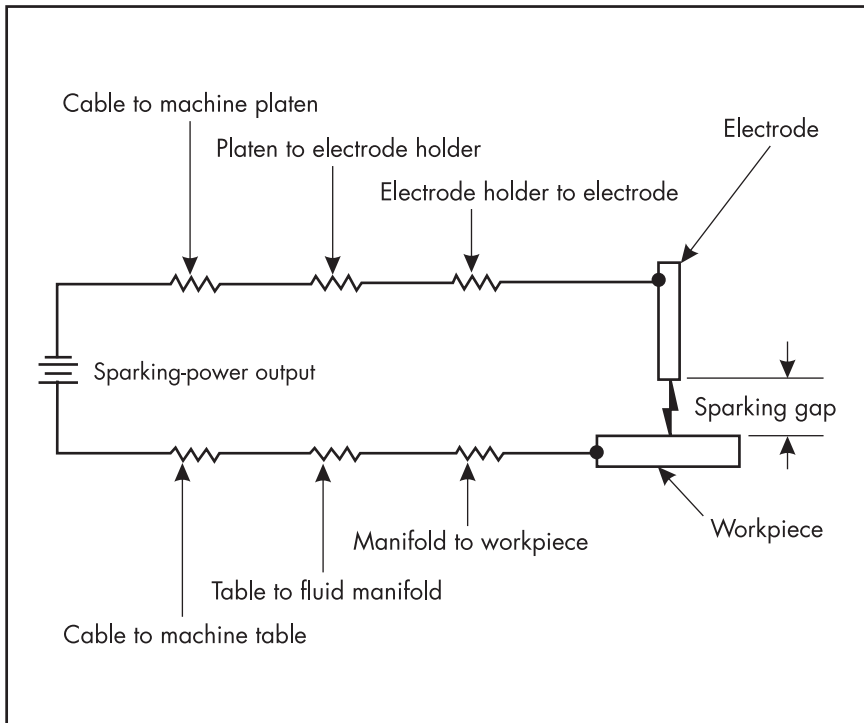 Cable to machine platen
Electrode
Platen to electrode holder
Electrode holder to electrode
Sparking-power output
Sparking gap
Workpiece
Manifold to workpiece
Table to fluid manifold
Cable to machine table